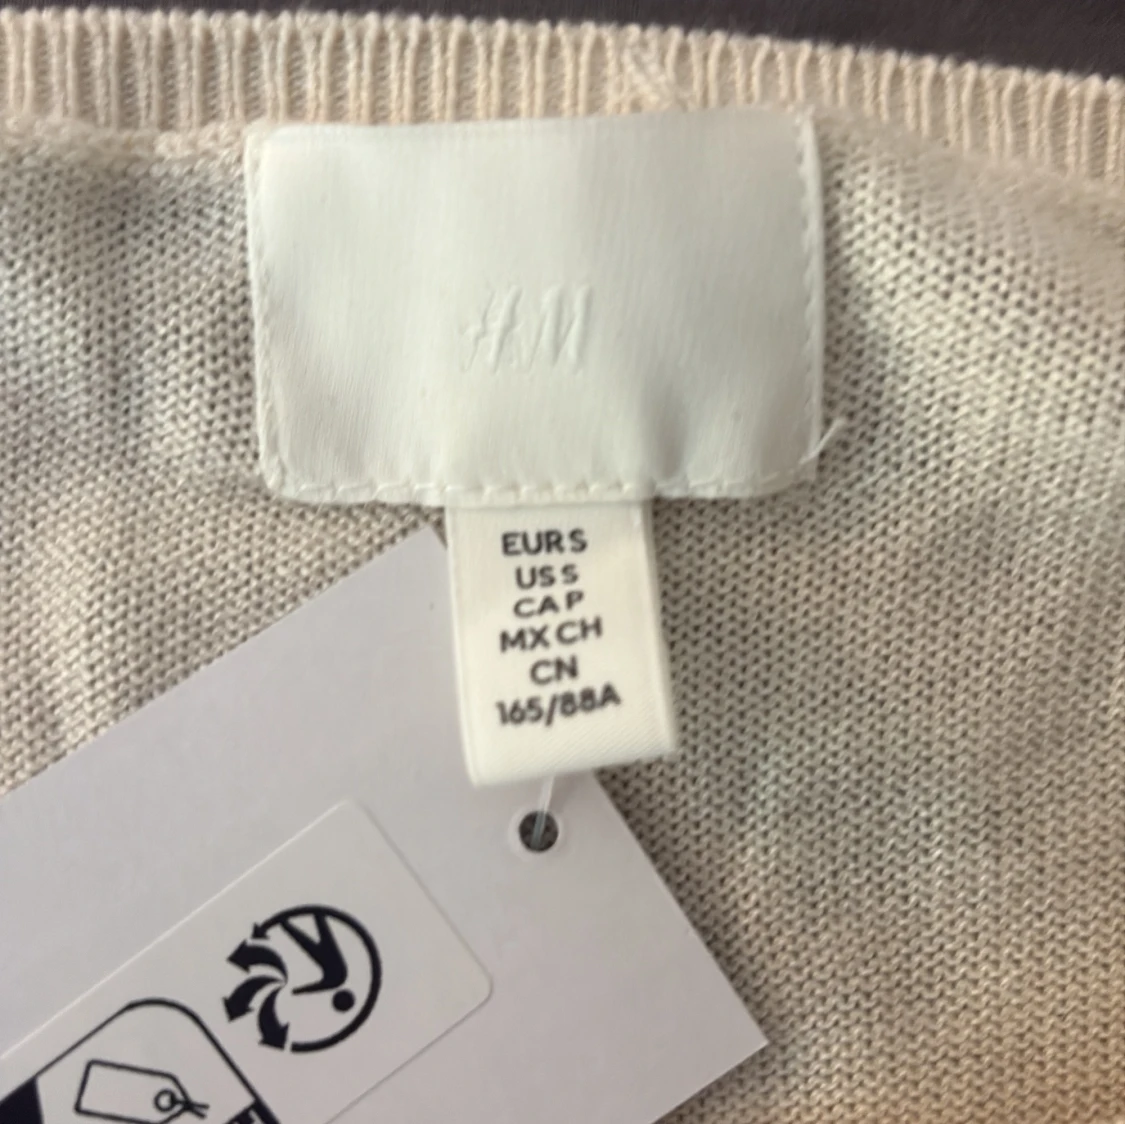 H&M
EUR S
US S
CA P
MX CH
CN
165/88A